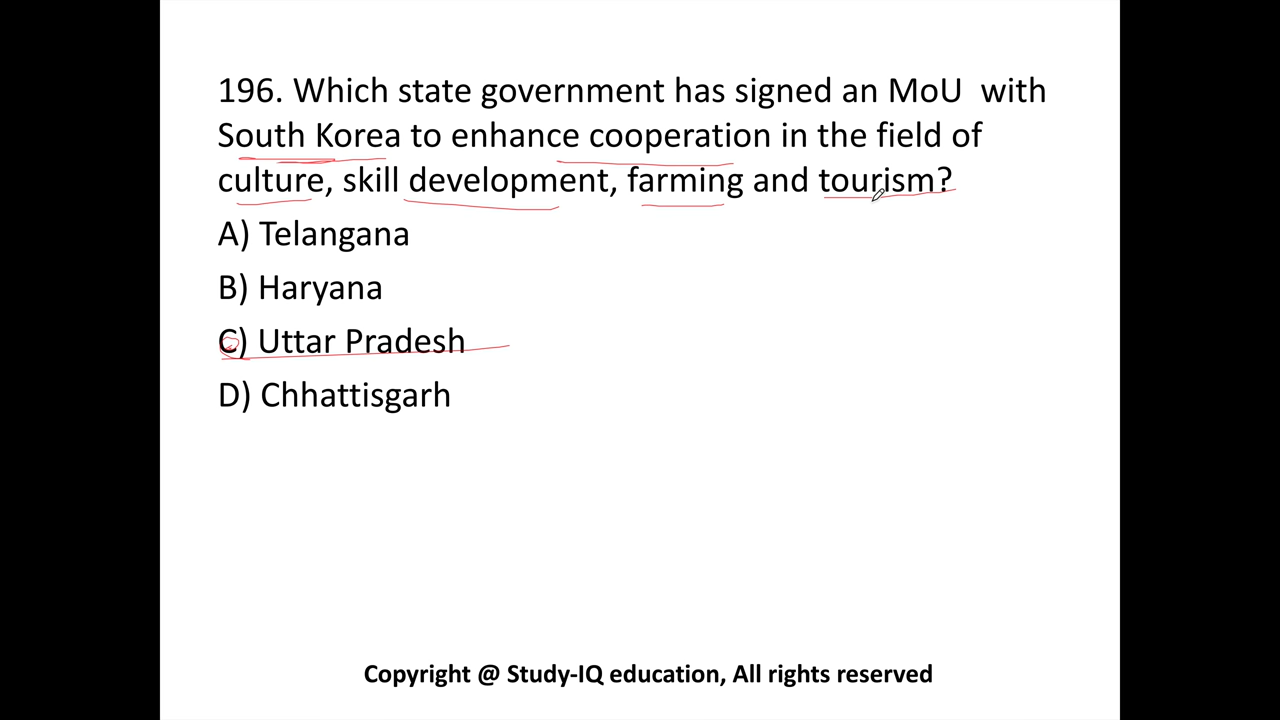 196. Which state government has signed an MoU with
South Korea to enhance cooperation in the field of
culture, skill development, farming and tourism?
A) Telangana
B) Haryana
C) Uttar Pradesh
D) Chhattisgarh
Copyright @ Study-IQ education, All rights reserved